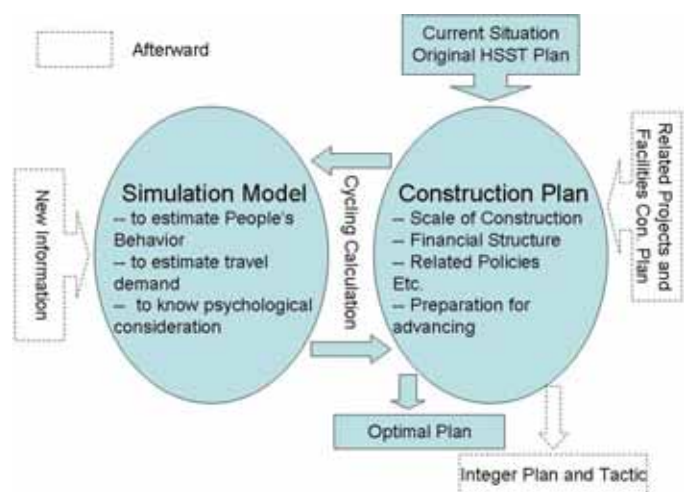 Afterward
Current Situation
Original HSST Plan
New Information
Simulation Model
-- to estimate People's
Behavior
-- to estimate travel
demand
-- to know psychological
consideration
Cycling Calculation
Construction Plan
-- Scale of Construction
-- Financial Structure
-- Related Policies
Etc.
-- Preparation for
advancing
Related Projects and
Facilities Con. Plan
Optimal Plan
Integer Plan and Tactic